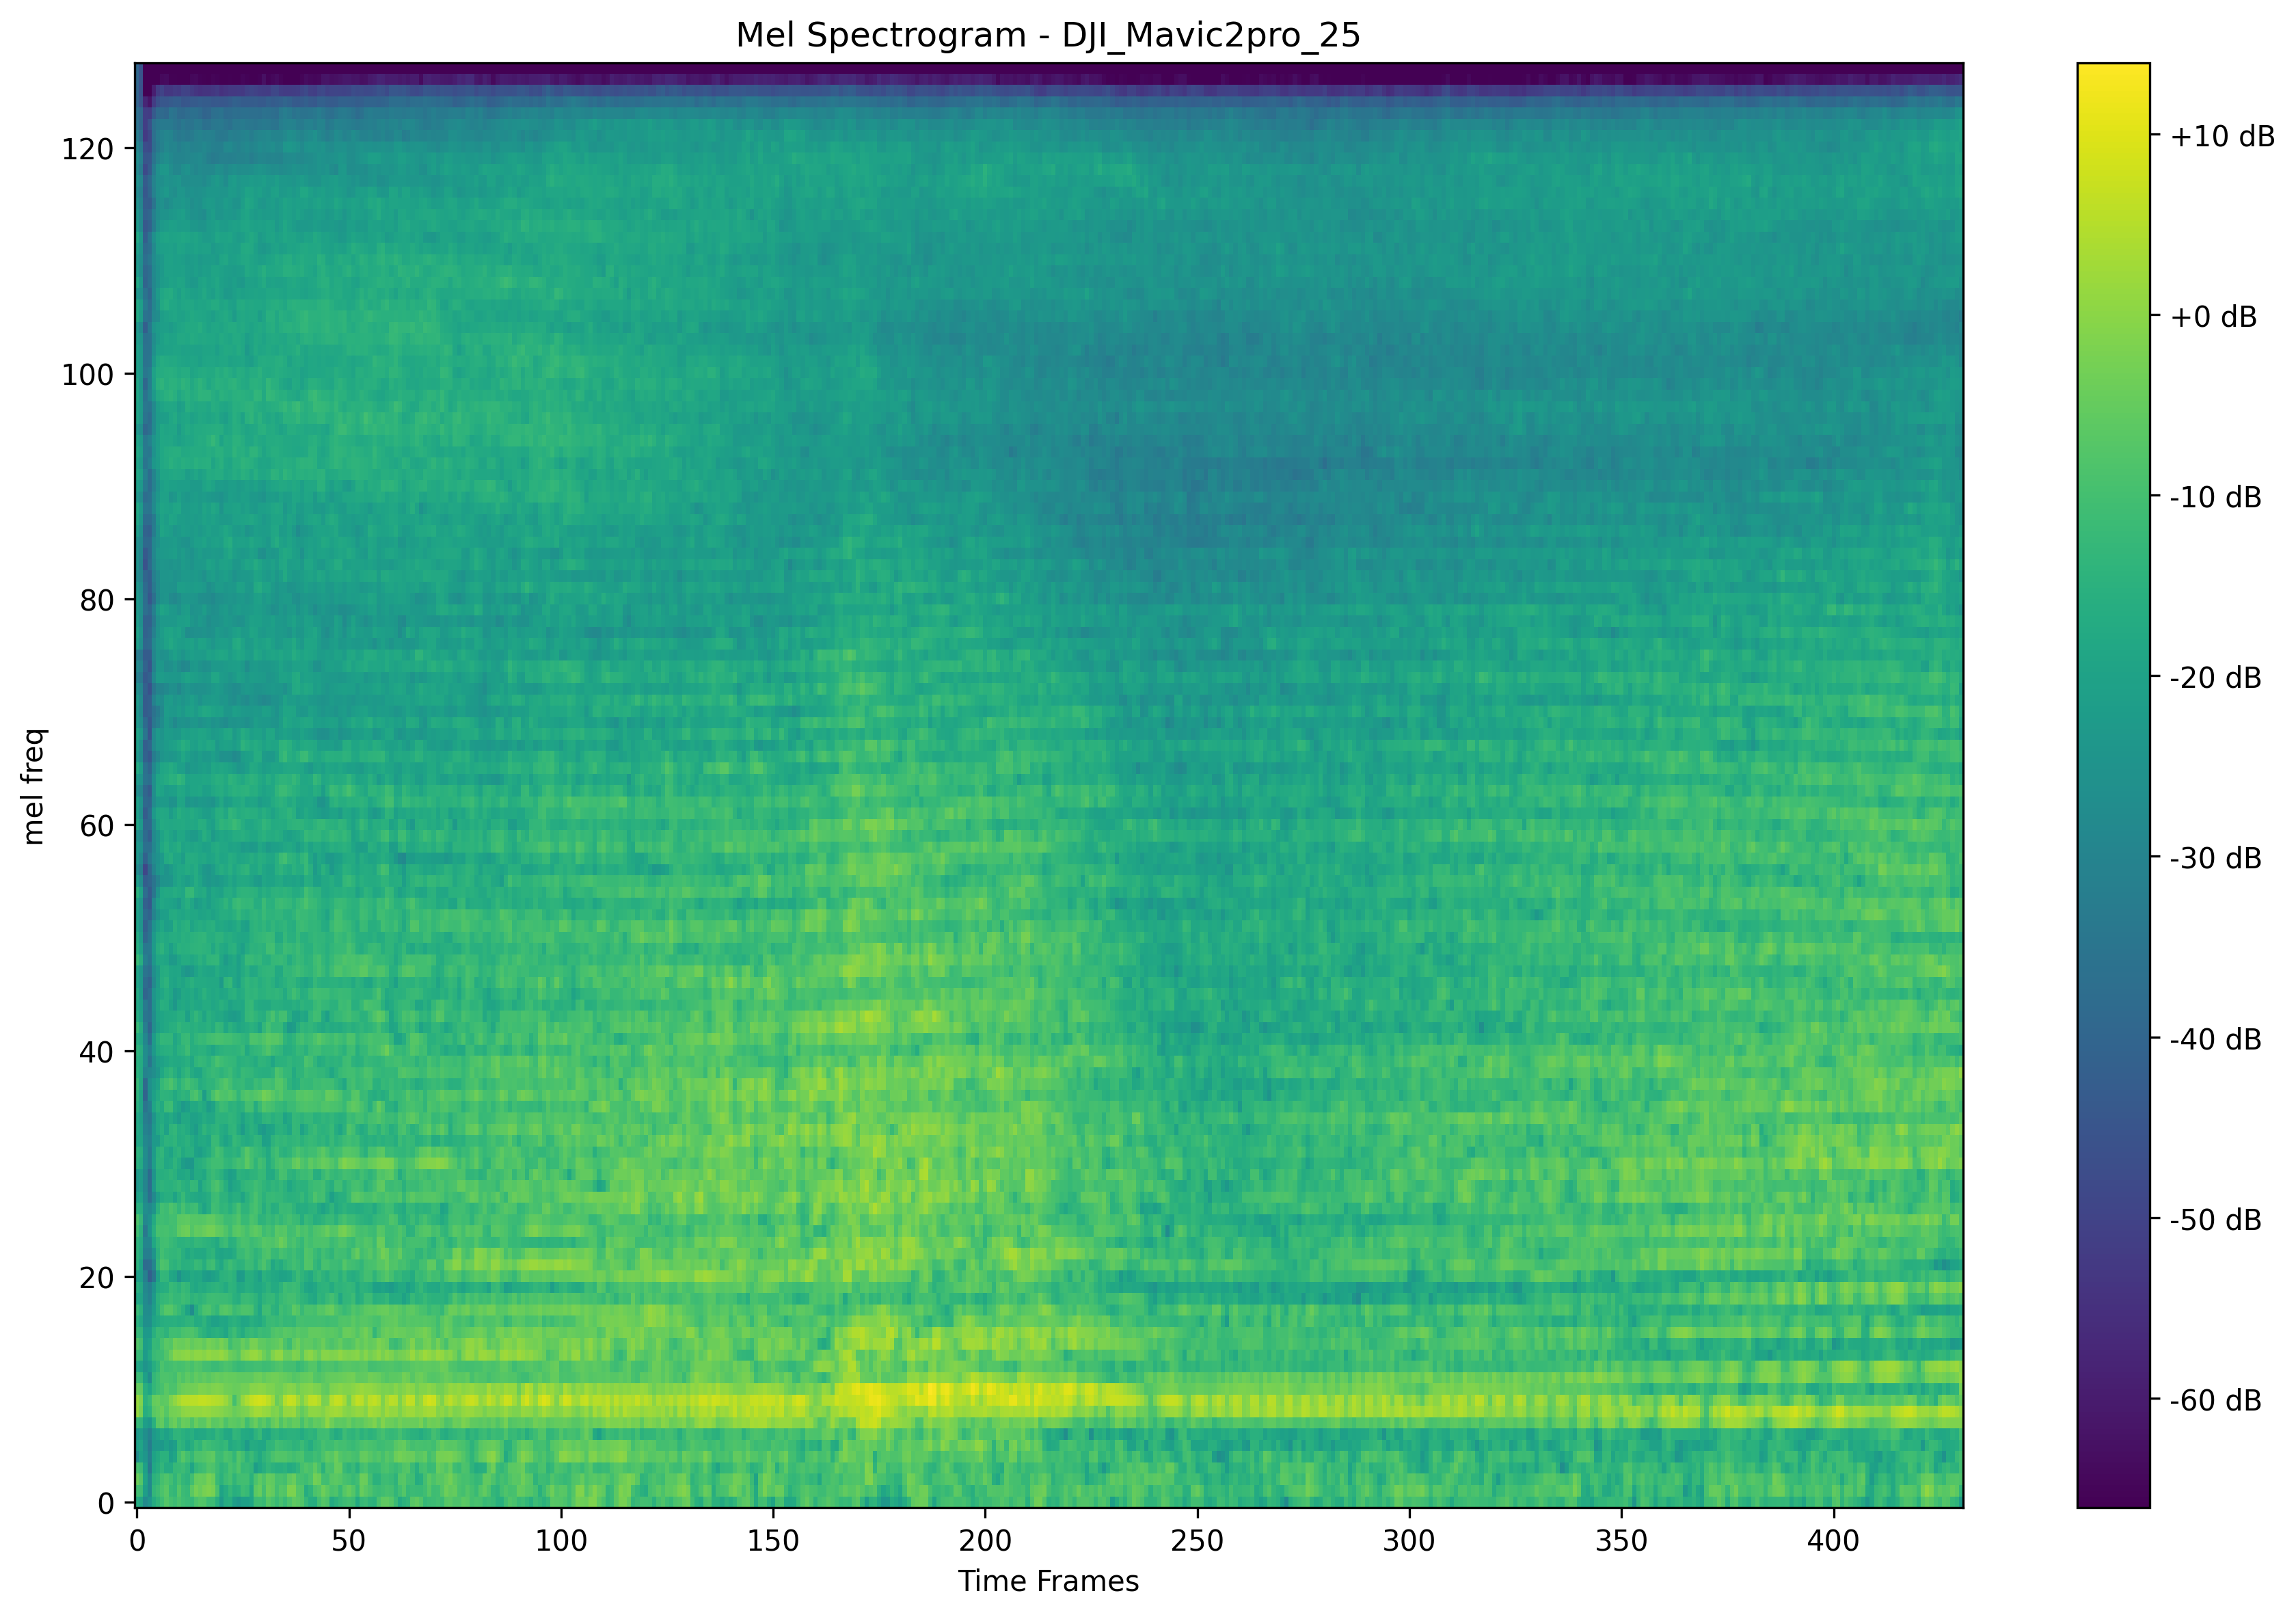 Mel Spectrogram - DJI_Mavic2pro_25
mel freq
120
100
80
60
40
20
0
0 50 100 150 200 250 300 350 400
Time Frames
+10 dB
+0 dB
-10 dB
-20 dB
-30 dB
-40 dB
-50 dB
-60 dB